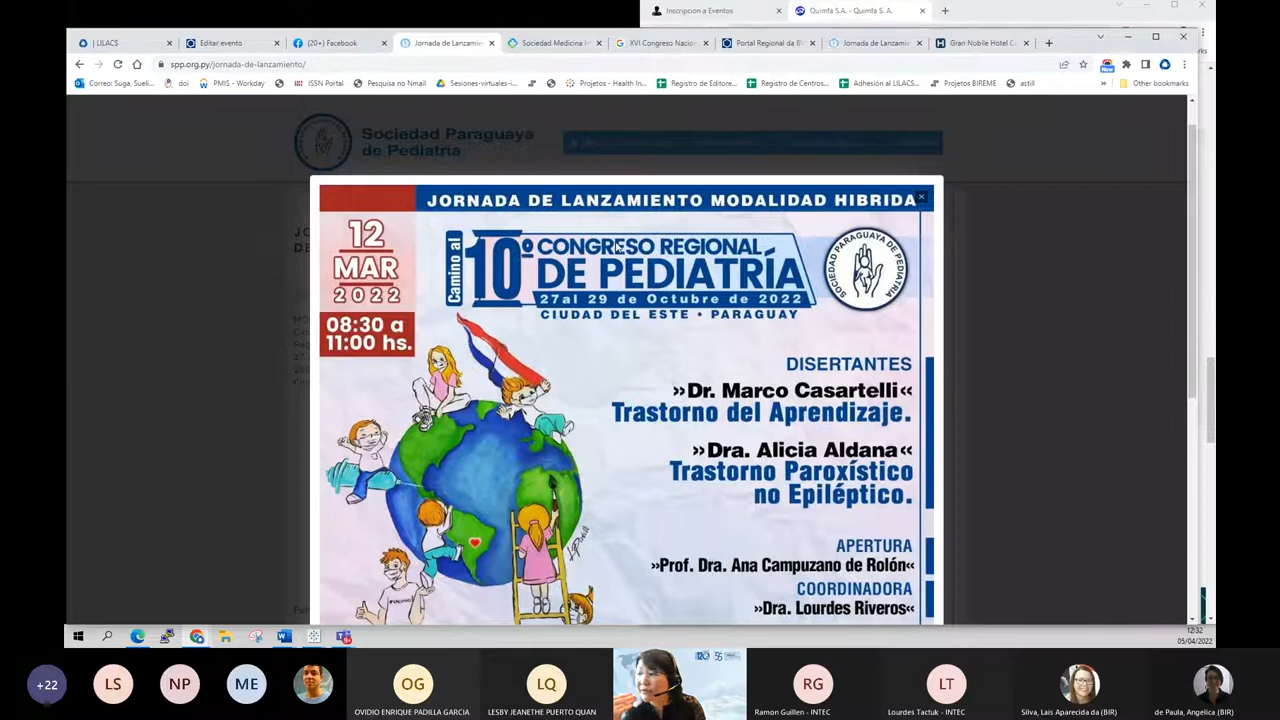 Inscripcion a Eventos
Quimfa S.A. - Quimfa S. A.
| LILACS
Editar evento
(20+) Facebook
Jornada de Lanzamie
Sociedad Medicina In
XVI Congreso Nacion
Portal Regional da B
Jornada de Lanzamie
Gran Nobile Hotel C
spp.org.py/jornada-de-lanzamiento/
New
Correo: Suga, Sueli...
doi
PMIS - Workday
ISSN Portal
Pesquisa no Nmail
Sesiones-virtuales-i...
Projetos - Health In...
Registro de Editore...
Registro de Centros...
Adhesión al LILACS...
Projetos BIREME
astill
Other bookmarks
Sociedad Paraguaya
de Pediatría
JORNADA DE LANZAMIENTO MODALIDAD HIBRIDA
12
MAR
2022
08:30 a
11:00 hs.
Camino al
10º CONGRESO REGIONAL
DE PEDIATRÍA
27al 29 de Octubre de 2022
CIUDAD DEL ESTE • PARAGUAY
SOCIEDAD PARAGUAYA DE PEDIATRIA
DISERTANTES
»Dr. Marco Casartelli«
Trastorno del Aprendizaje.
»Dra. Alicia Aldana«
Trastorno Paroxístico
no Epiléptico.
APERTURA
»Prof. Dra. Ana Campuzano de Rolón«
COORDINADORA
»Dra. Lourdes Riveros«
12:32
05/04/2022
+22
LS
NP
ME
OG
OVIDIO ENRIQUE PADILLA GARCIA
LQ
LESBY JEANETHE PUERTO QUAN
RG
Ramon Guillen - INTEC
LT
Lourdes Tactuk - INTEC
Silva, Lais Aparecida da (BIR)
de Paula, Angelica (BIR)